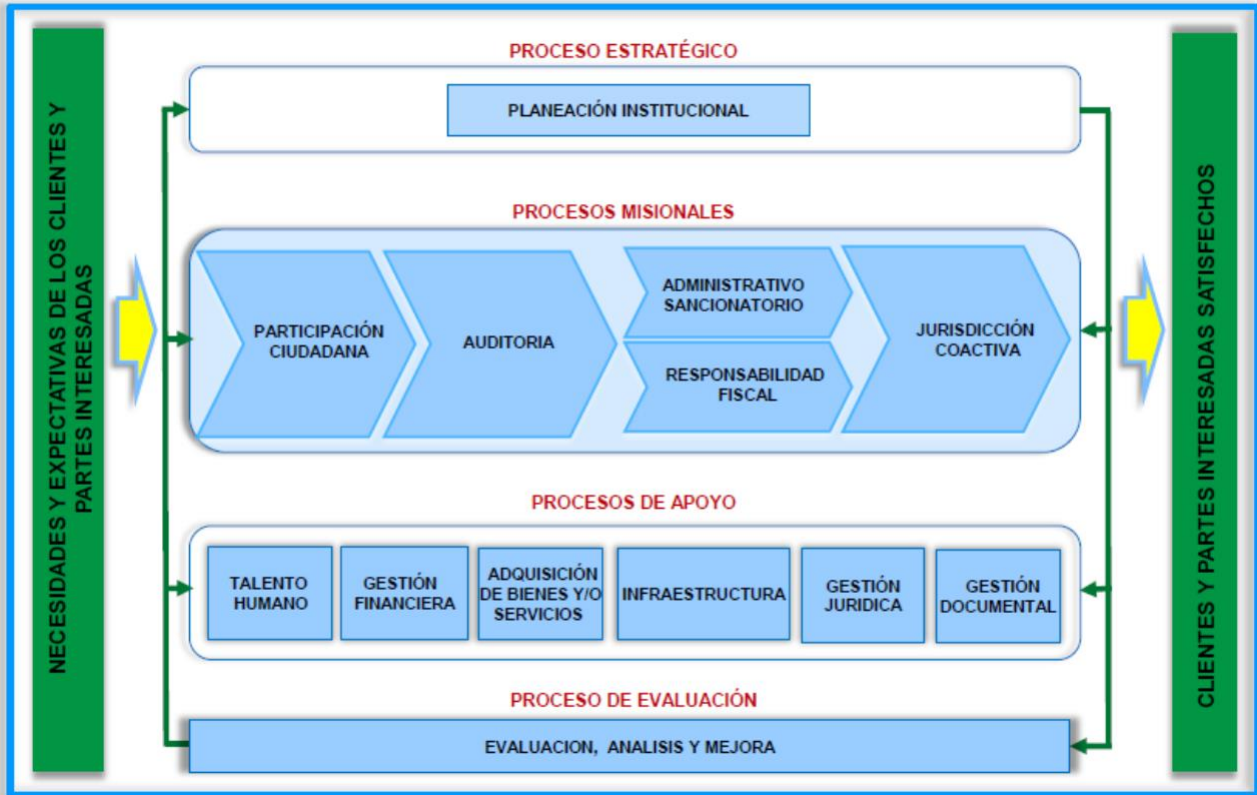 NECESIDADES Y EXPECTATIVAS DE LOS CLIENTES Y
PARTES INTERESADAS
PROCESO ESTRATÉGICO
PLANEACIÓN INSTITUCIONAL
PROCESOS MISIONALES
PARTICIPACIÓN
CIUDADANA
AUDITORIA
ADMINISTRATIVO
SANCIONATORIO
RESPONSABILIDAD
FISCAL
JURISDICCIÓN
COACTIVA
PROCESOS DE APOYO
TALENTO
HUMANO
GESTIÓN
FINANCIERA
ADQUISICIÓN
DE BIENES Y/O
SERVICIOS
INFRAESTRUCTURA
GESTIÓN
JURIDICA
GESTIÓN
DOCUMENTAL
PROCESO DE EVALUACIÓN
EVALUACION, ANALISIS Y MEJORA
CLIENTES Y PARTES INTERESADAS SATISFECHOS